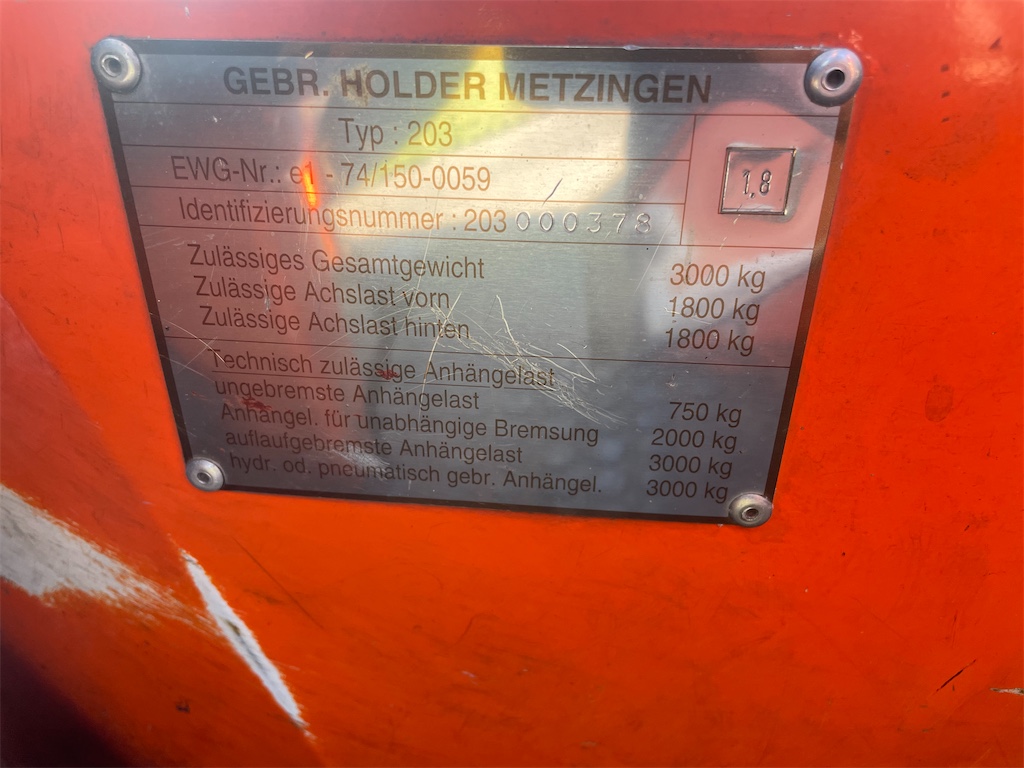 GEBR. HOLDER METZINGEN
Typ : 203
EWG-Nr.: e1 - 74/150-0059
1,8
Identifizierungsnummer : 203 000378
Zulässiges Gesamtgewicht 3000 kg
Zulässige Achslast vorn 1800 kg
Zulässige Achslast hinten 1800 kg
Technisch zulässige Anhängelast
ungebremste Anhängelast 750 kg
Anhängel. für unabhängige Bremsung 2000 kg
auflaufgebremste Anhängelast 3000 kg
hydr. od. pneumatisch gebr. Anhängel. 3000 kg